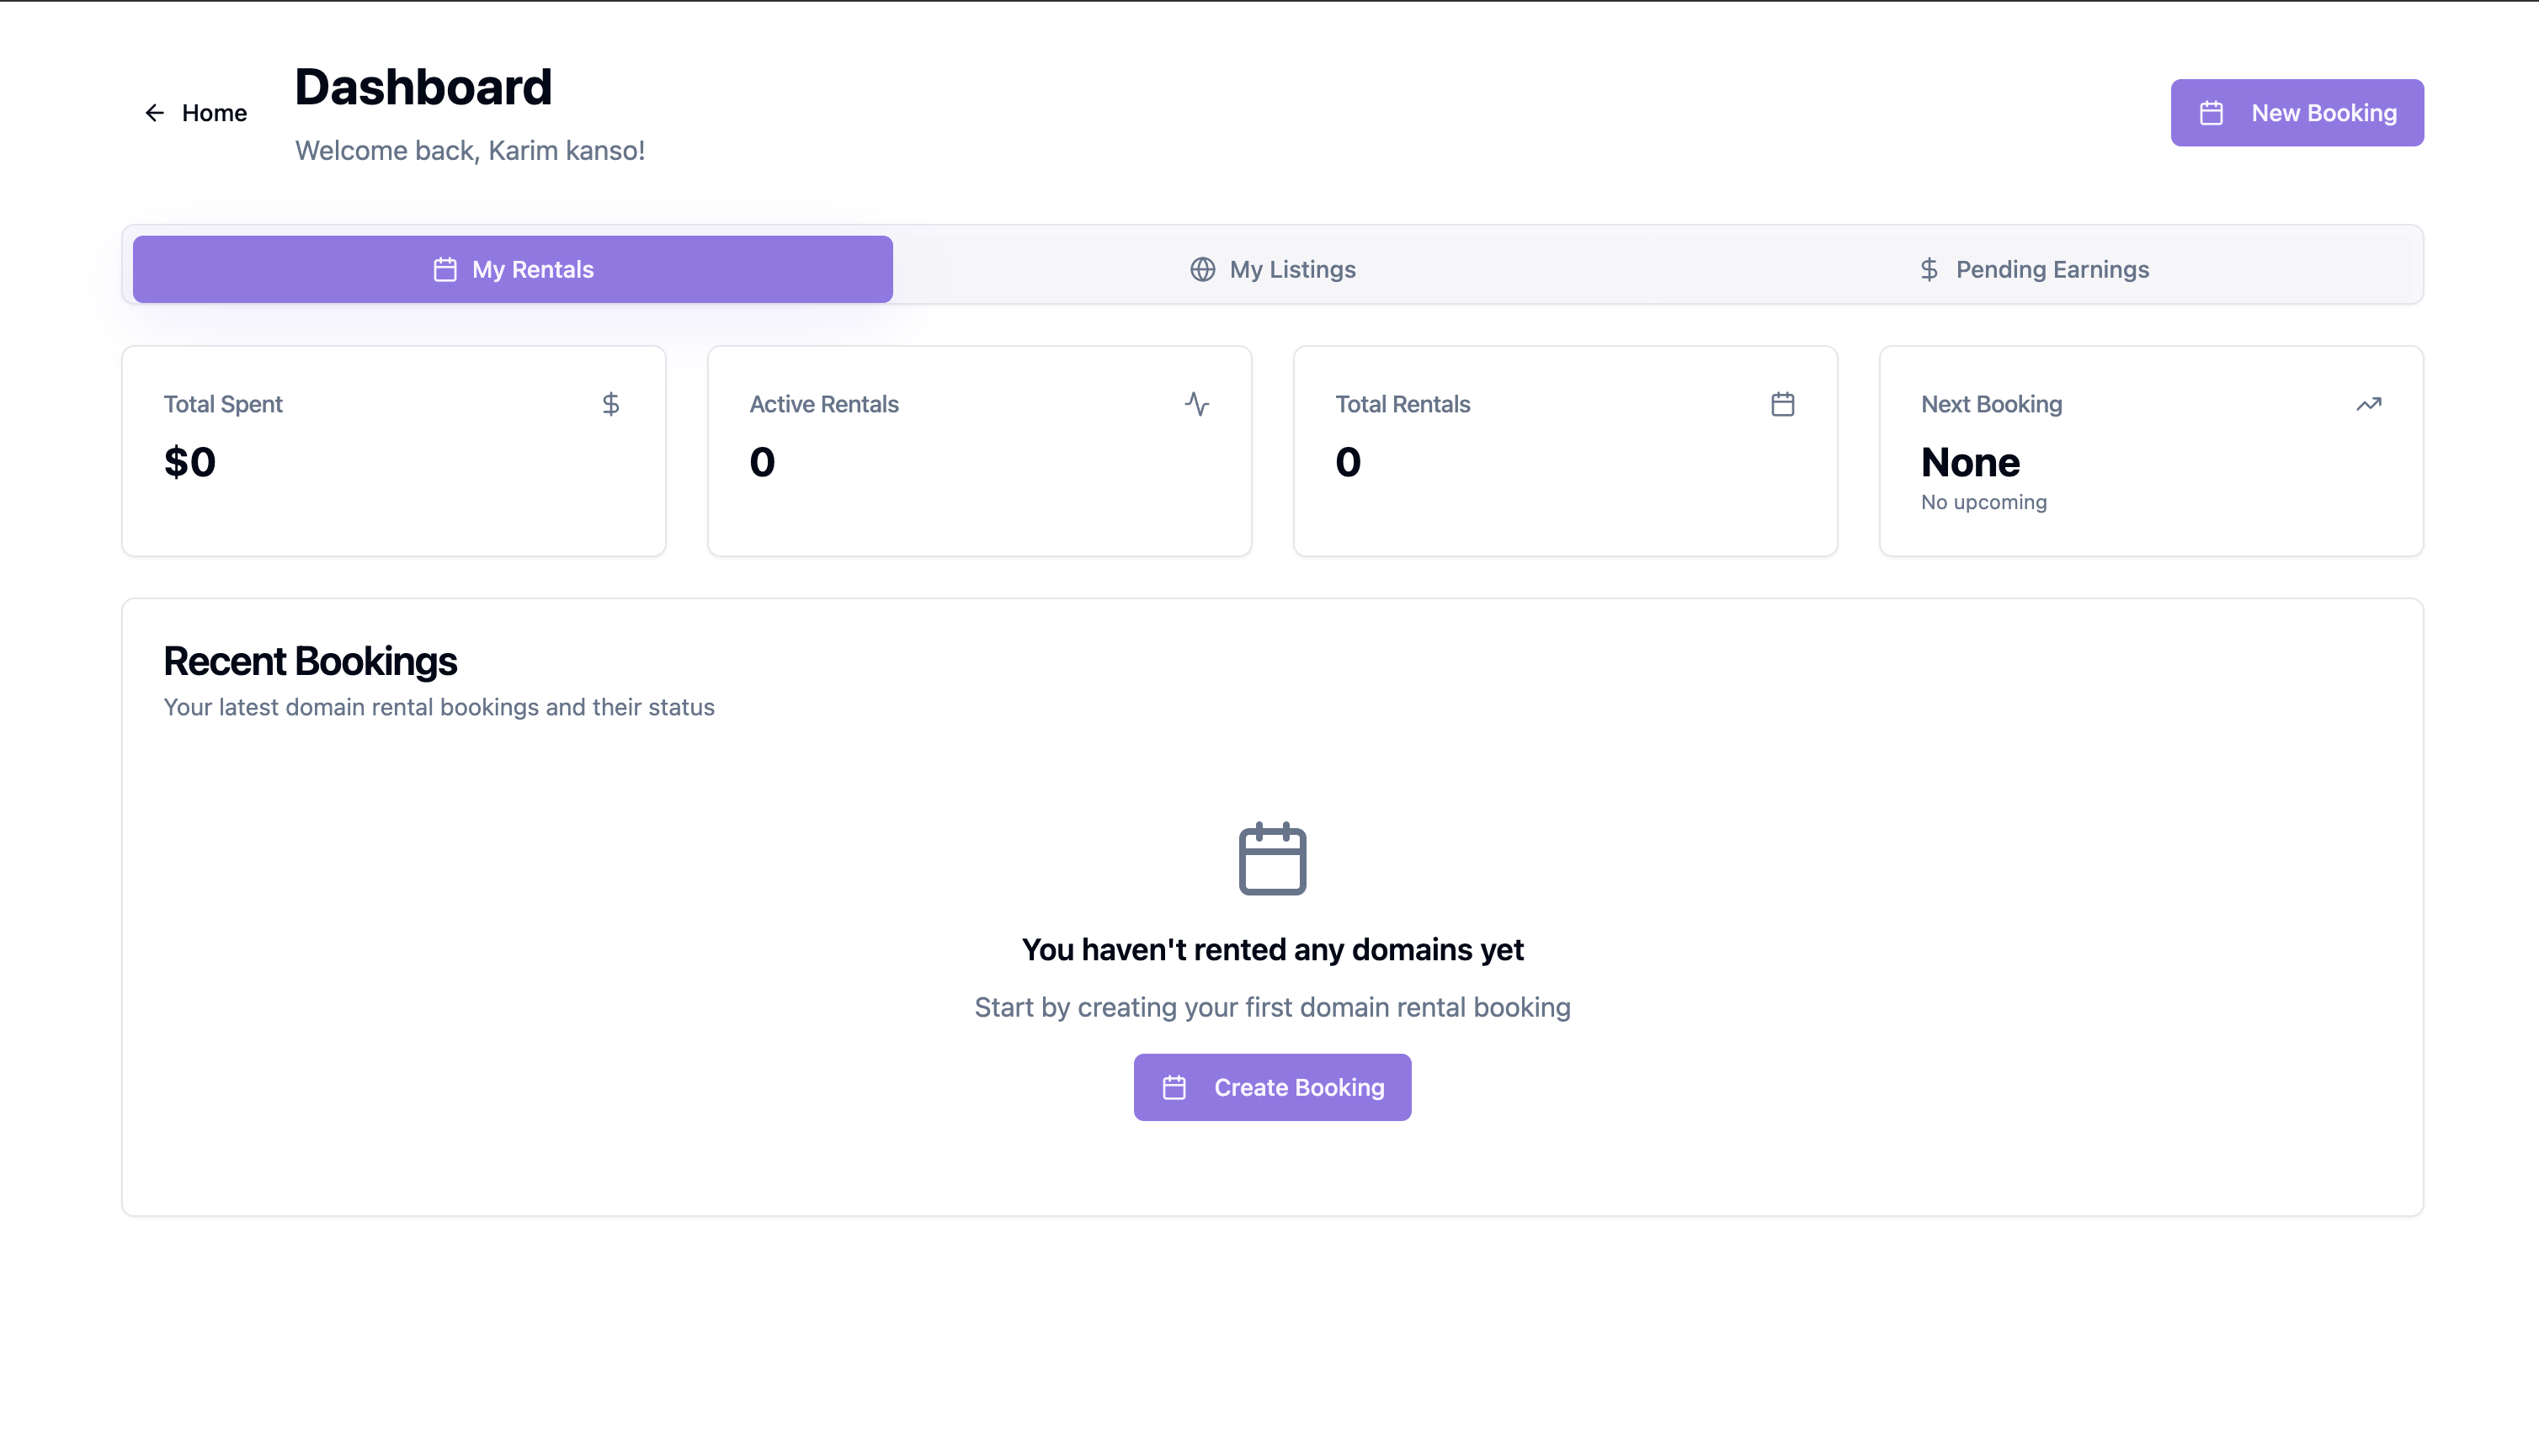 Home
Dashboard
Welcome back, Karim kanso!
New Booking
My Rentals
My Listings
Pending Earnings
Total Spent
$0
Active Rentals
0
Total Rentals
0
Next Booking
None
No upcoming
Recent Bookings
Your latest domain rental bookings and their status
You haven't rented any domains yet
Start by creating your first domain rental booking
Create Booking